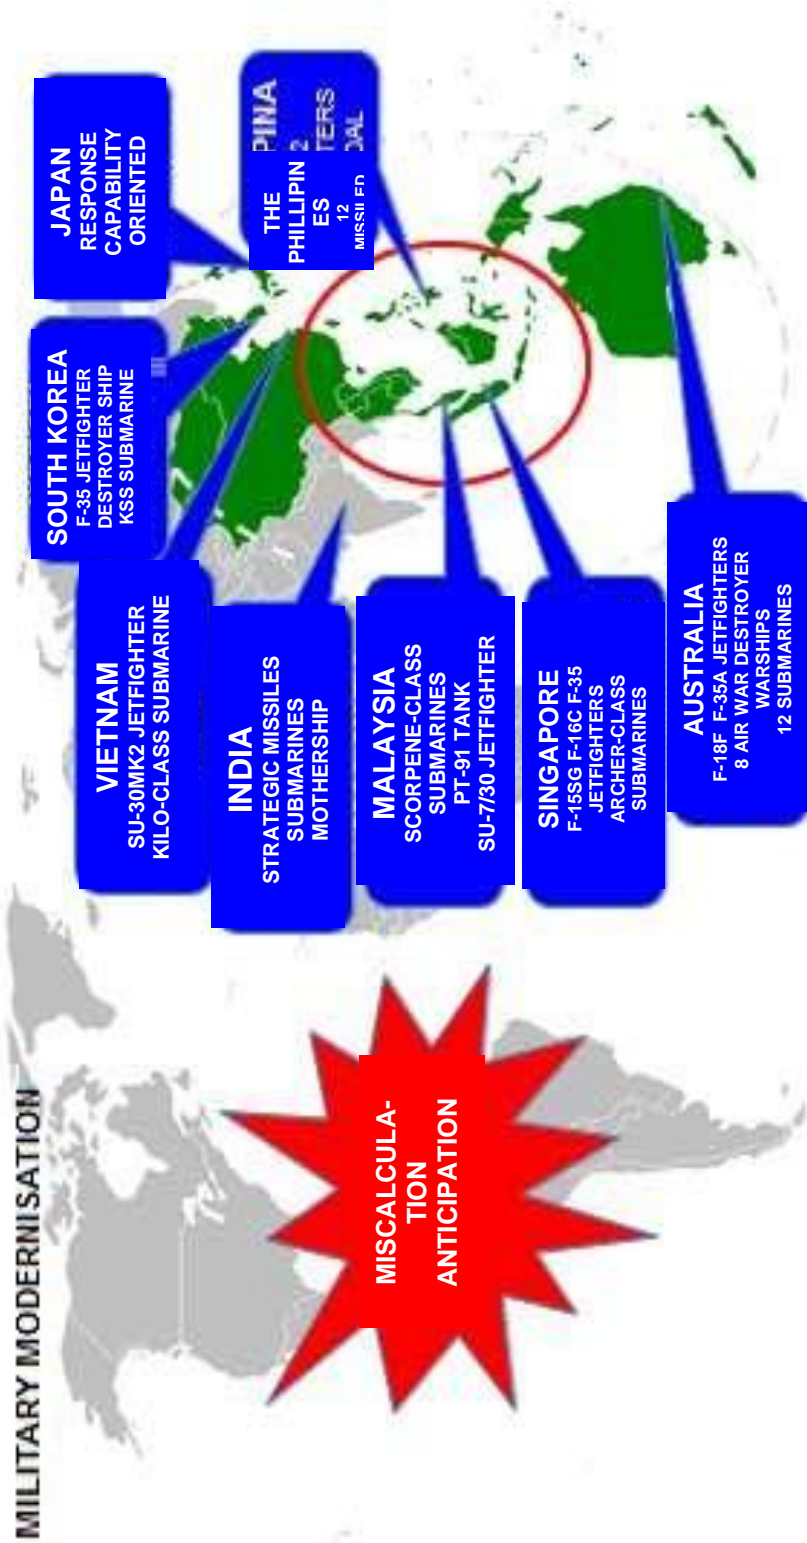 MILITARY MODERNISATION
JAPAN
RESPONSE
CAPABILITY
ORIENTED
PINA
2
TERS
THE
PHILLIPIN
ES
12
SOUTH KOREA
F-35 JETFIGHTER
DESTROYER SHIP
KSS SUBMARINE
VIETNAM
SU-30MK2 JETFIGHTER
KILO-CLASS SUBMARINE
INDIA
STRATEGIC MISSILES
SUBMARINES
MOTHERSHIP
MALAYSIA
SCORPENE-CLASS
SUBMARINES
PT-91 TANK
SU-7/30 JETFIGHTER
SINGAPORE
F-15SG F-16C F-35
JETFIGHTERS
ARCHER-CLASS
SUBMARINES
AUSTRALIA
F-18F F-35A JETFIGHTERS
8 AIR WAR DESTROYER
WARSHIPS
12 SUBMARINES
MISCALCULA-
TION
ANTICIPATION